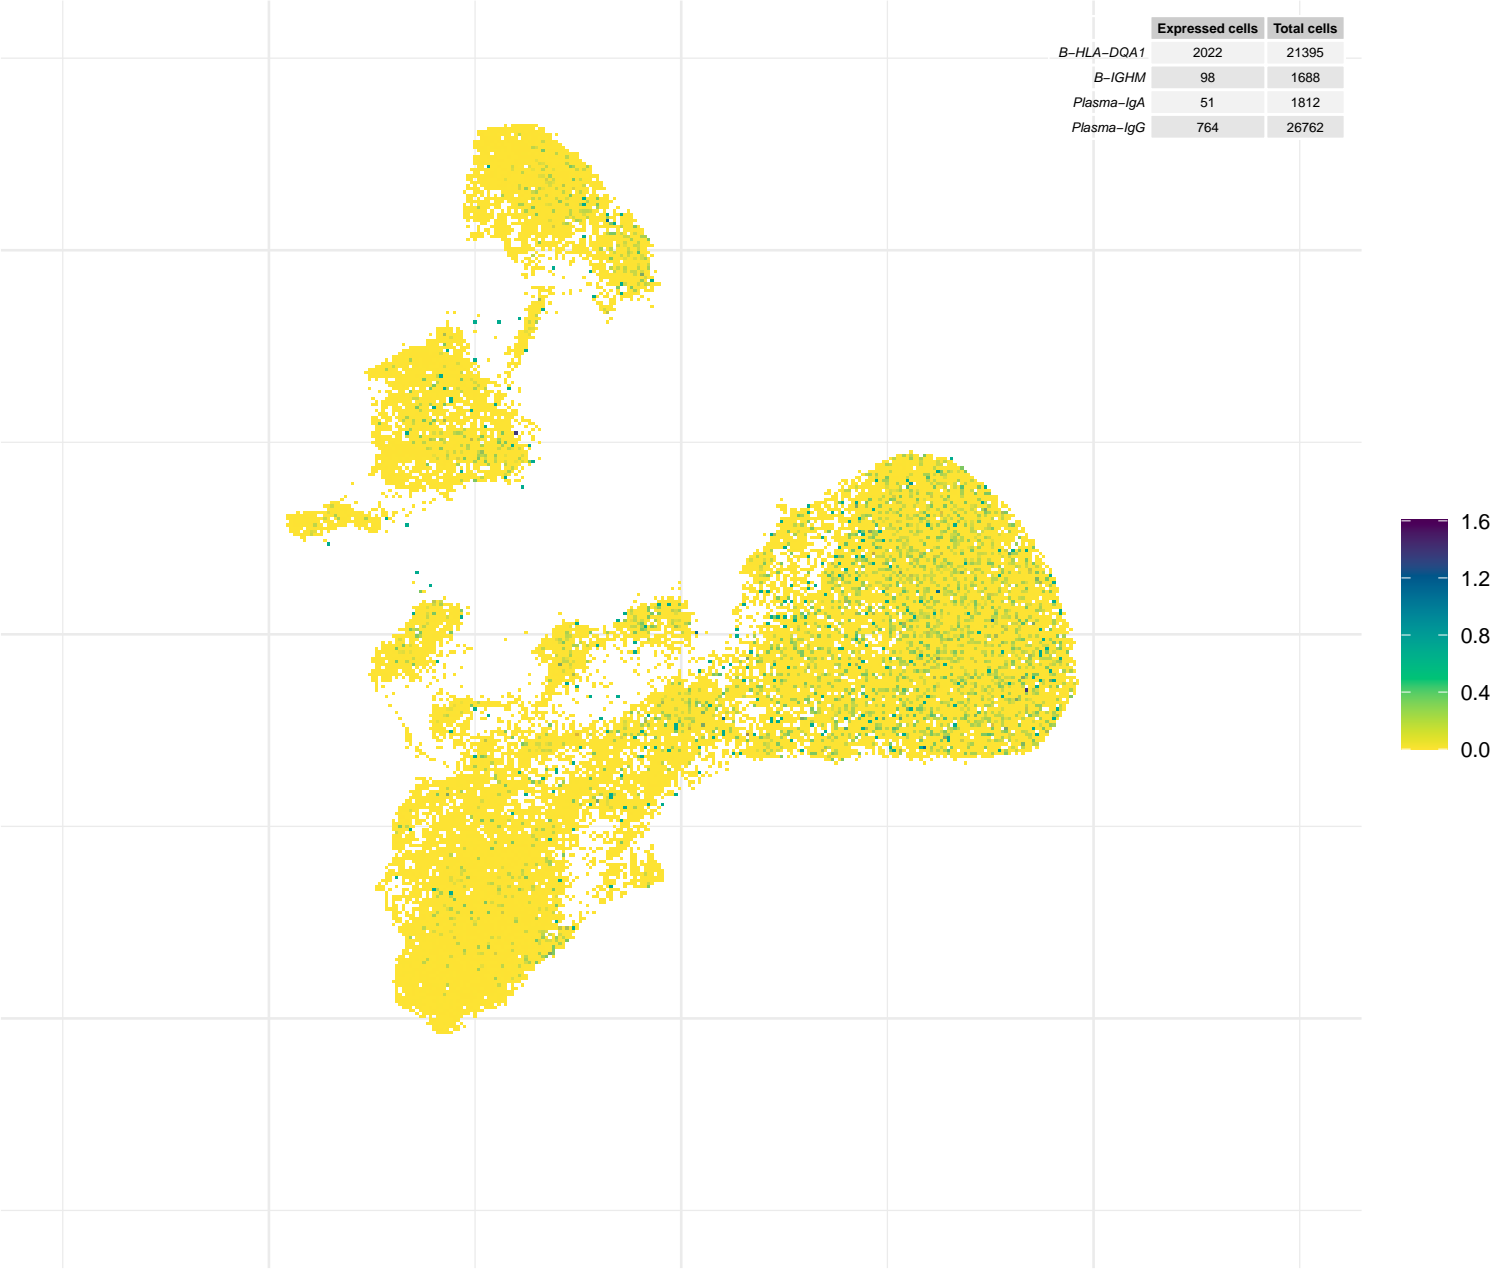 Expressed cells Total cells
B−HLA−DQA1 2022 21395
B−IGHM 98 1688
Plasma−IgA 51 1812
Plasma−IgG 764 26762
1.6
1.2
0.8
0.4
0.0